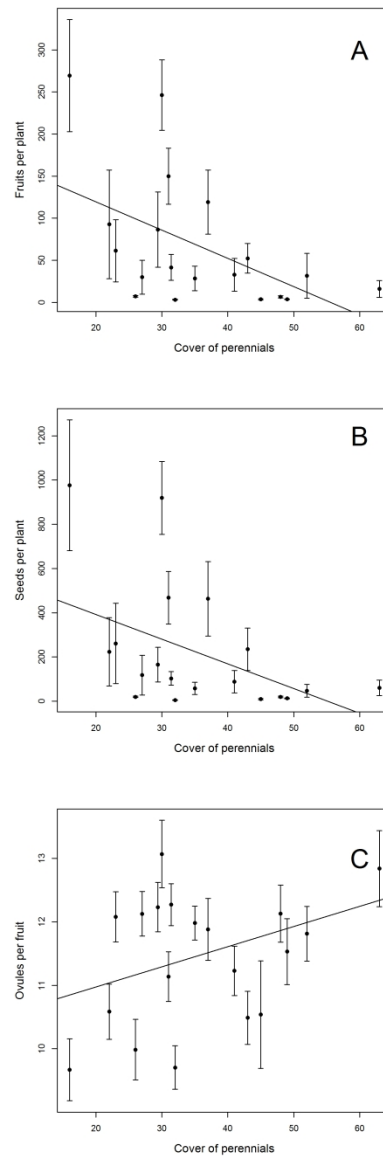 A
Fruits per plant
300
250
200
150
100
50
0
20 30 40 50 60
Cover of perennials
B
Seeds per plant
1200
1000
800
600
400
200
0
20 30 40 50 60
Cover of perennials
C
Ovules per fruit
13
12
11
10
20 30 40 50 60
Cover of perennials